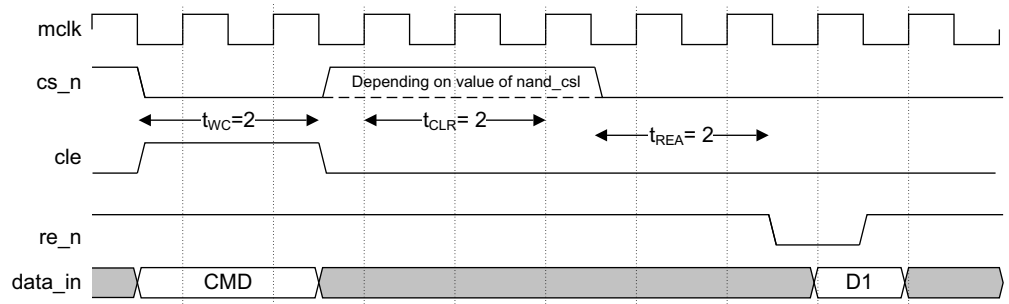 mclk
cs_n Depending on value of nand_csl
tWC=2 tCLR= 2 tREA= 2
cle
re_n
data_in CMD D1